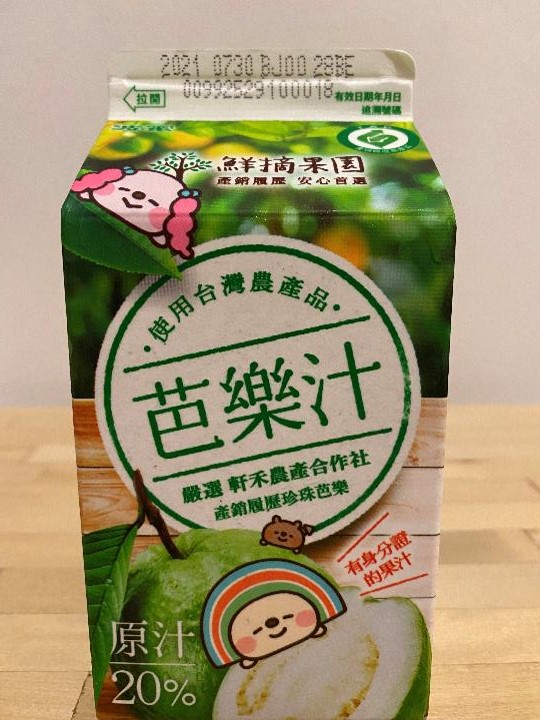 2021 0730 BJ00 28BE
00992529100018
拉開
有效日期年月日
追溯號碼
鮮摘果園
產銷履歷 安心首選
使用台灣農產品
芭樂汁
嚴選 軒禾農產合作社
產銷履歷珍珠芭樂
有身分證
的果汁
原汁
20%